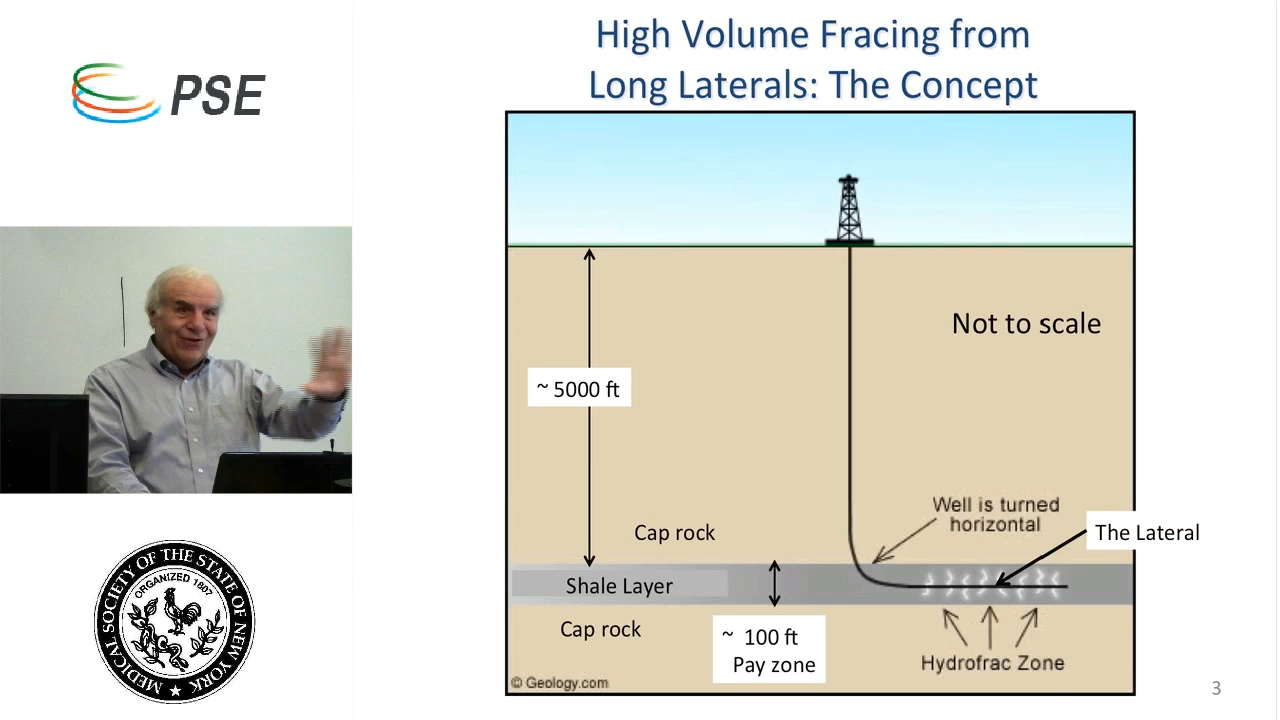 High Volume Fracing from
Long Laterals: The Concept
PSE
Not to scale
~ 5000 ft
Well is turned
horizontal
The Lateral
Cap rock
Shale Layer
Cap rock
~ 100 ft
Pay zone
Hydrofrac Zone
© Geology.com
MEDICAL SOCIETY OF THE STATE OF NEW YORK
ORGANIZED 1807
3